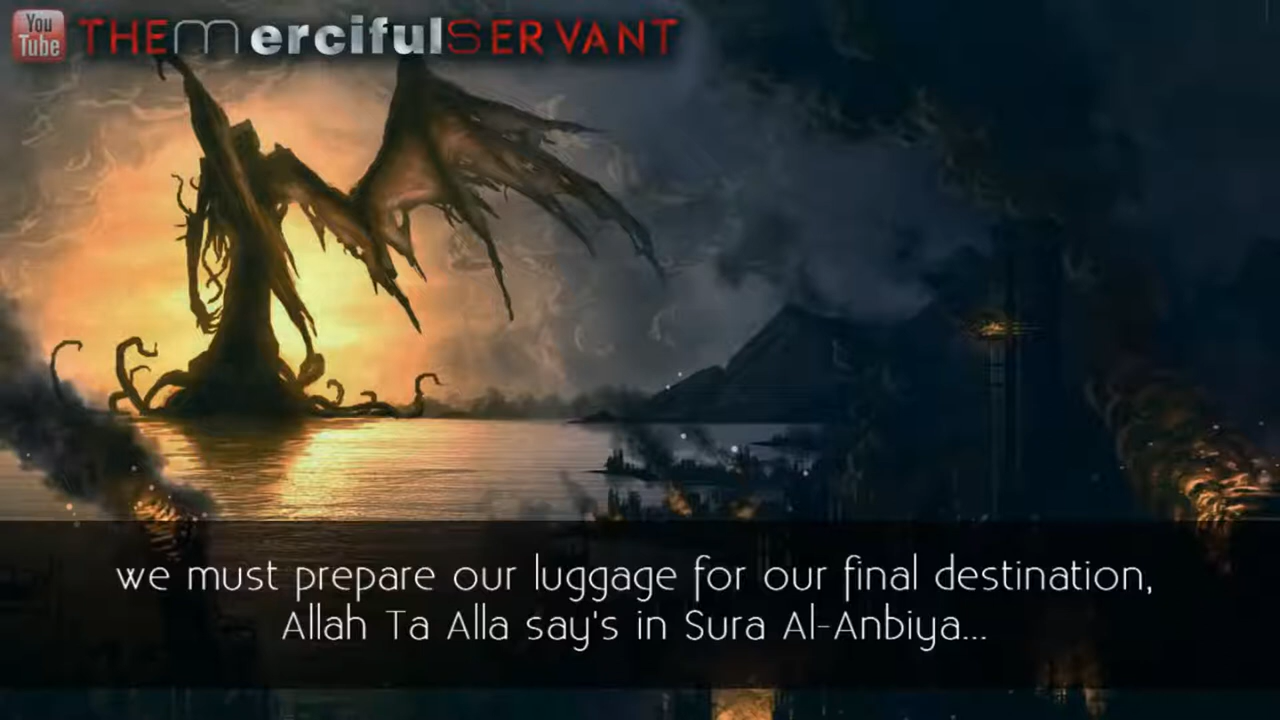 You
Tube THEMercifulSERVANT
we must prepare our luggage for our final destination,
Allah Ta Alla say's in Sura Al-Anbiya...